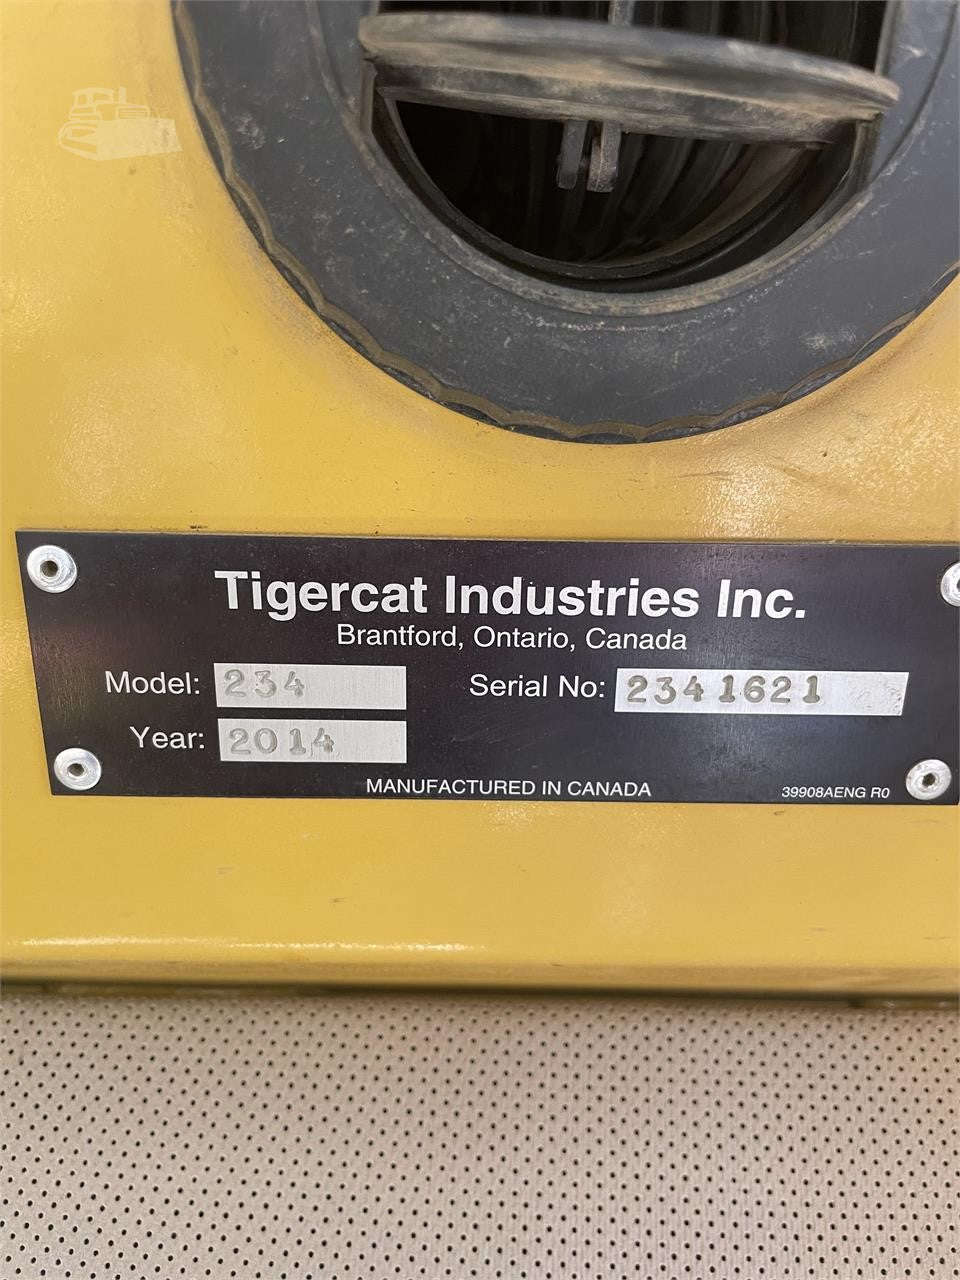 Tigercat Industries Inc.
Brantford, Ontario, Canada
Model: 234 Serial No: 2341621
Year: 2014
MANUFACTURED IN CANADA 39908AENG R0